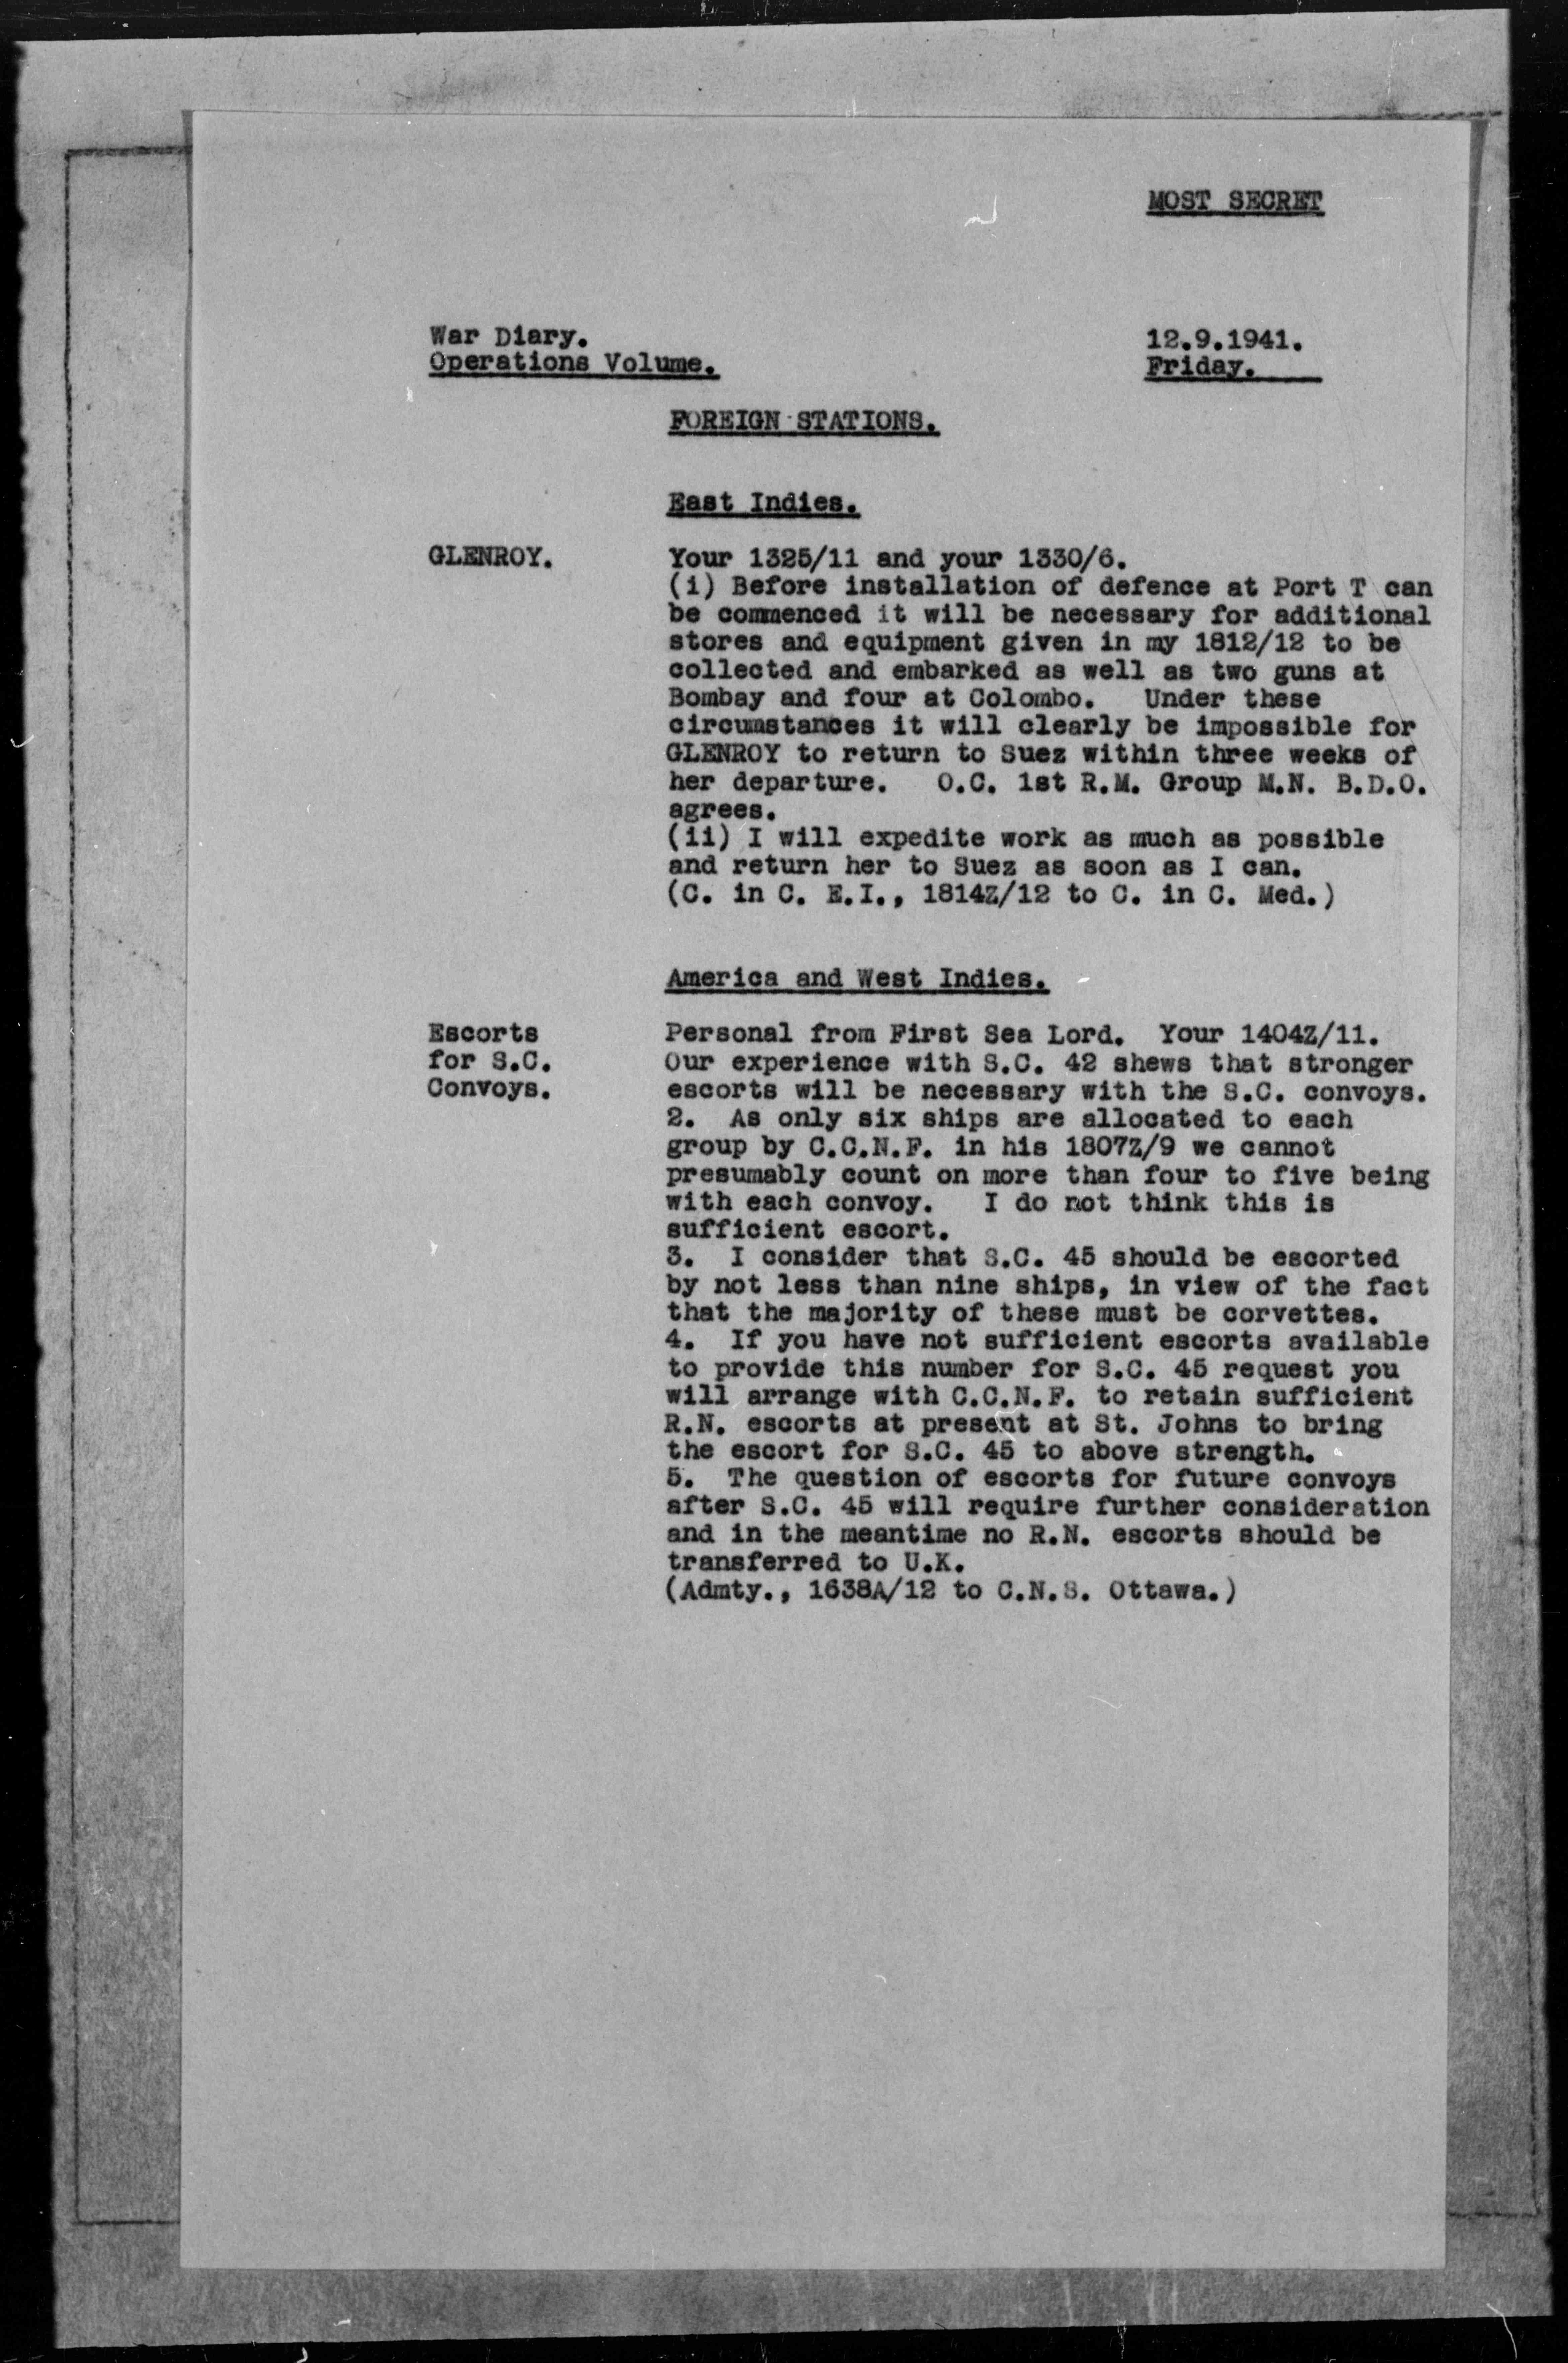 MOST SECRET
War Diary.
Operations Volume.
12.9.1941.
Friday.
FOREIGN STATIONS.
East Indies.
GLENROY.
Your 1325/11 and your 1330/6.
(i) Before installation of defence at Port T can
be commenced it will be necessary for additional
stores and equipment given in my 1812/12 to be
collected and embarked as well as two guns at
Bombay and four at Colombo. Under these
circumstances it will clearly be impossible for
GLENROY to return to Suez within three weeks of
her departure. O.C. 1st R.M. Group M.N. B.D.O.
agrees.
(ii) I will expedite work as much as possible
and return her to Suez as soon as I can.
(C. in C. E.I., 1814Z/12 to C. in C. Med.)
America and West Indies.
Escorts
for S.C.
Convoys.
Personal from First Sea Lord. Your 1404Z/11.
Our experience with S.C. 42 shews that stronger
escorts will be necessary with the S.C. convoys.
2. As only six ships are allocated to each
group by C.C.N.F. in his 1807Z/9 we cannot
presumably count on more than four to five being
with each convoy. I do not think this is
sufficient escort.
3. I consider that S.C. 45 should be escorted
by not less than nine ships, in view of the fact
that the majority of these must be corvettes.
4. If you have not sufficient escorts available
to provide this number for S.C. 45 request you
will arrange with C.C.N.F. to retain sufficient
R.N. escorts at present at St. Johns to bring
the escort for S.C. 45 to above strength.
5. The question of escorts for future convoys
after S.C. 45 will require further consideration
and in the meantime no R.N. escorts should be
transferred to U.K.
(Admty., 1638A/12 to C.N.S. Ottawa.)